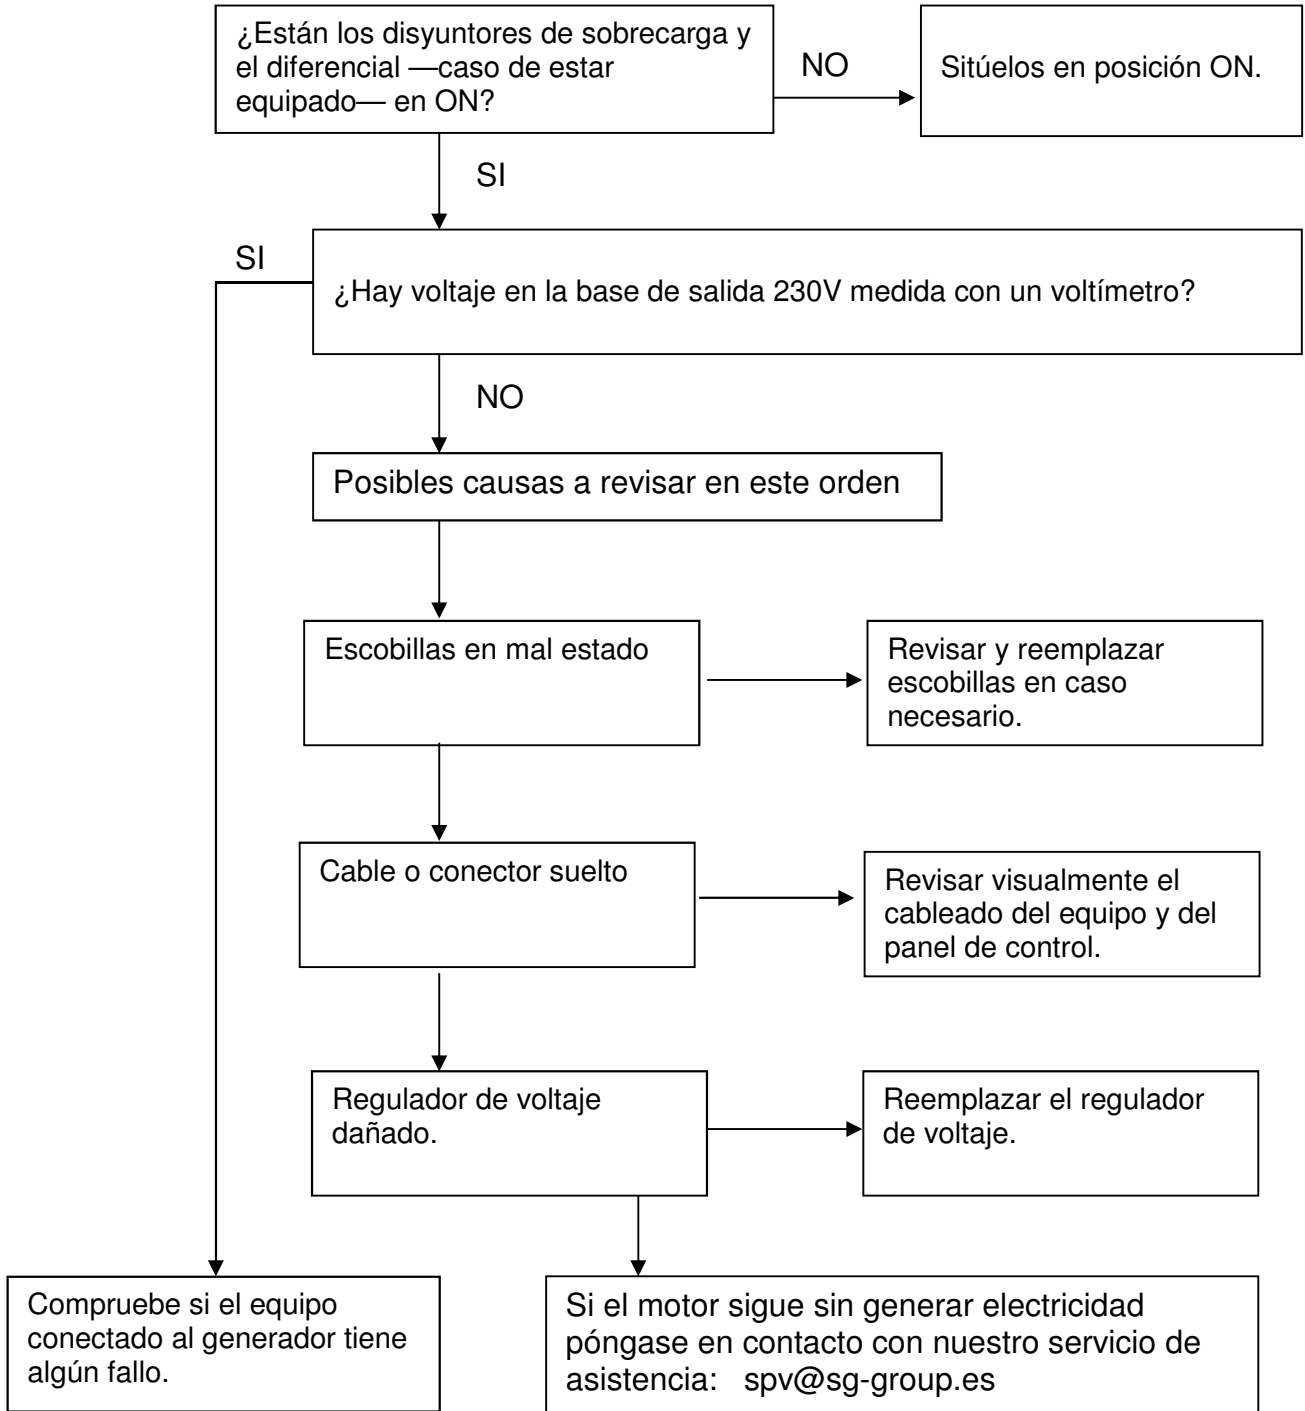 ¿Están los disyuntores de sobrecarga y
el diferencial —caso de estar
equipado— en ON?
NO
Sitúelos en posición ON.
SI
SI
¿Hay voltaje en la base de salida 230V medida con un voltímetro?
NO
Posibles causas a revisar en este orden
Escobillas en mal estado
Revisar y reemplazar
escobillas en caso
necesario.
Cable o conector suelto
Revisar visualmente el
cableado del equipo y del
panel de control.
Regulador de voltaje
dañado.
Reemplazar el regulador
de voltaje.
Compruebe si el equipo
conectado al generador tiene
algún fallo.
Si el motor sigue sin generar electricidad
póngase en contacto con nuestro servicio de
asistencia: spv@sg-group.es